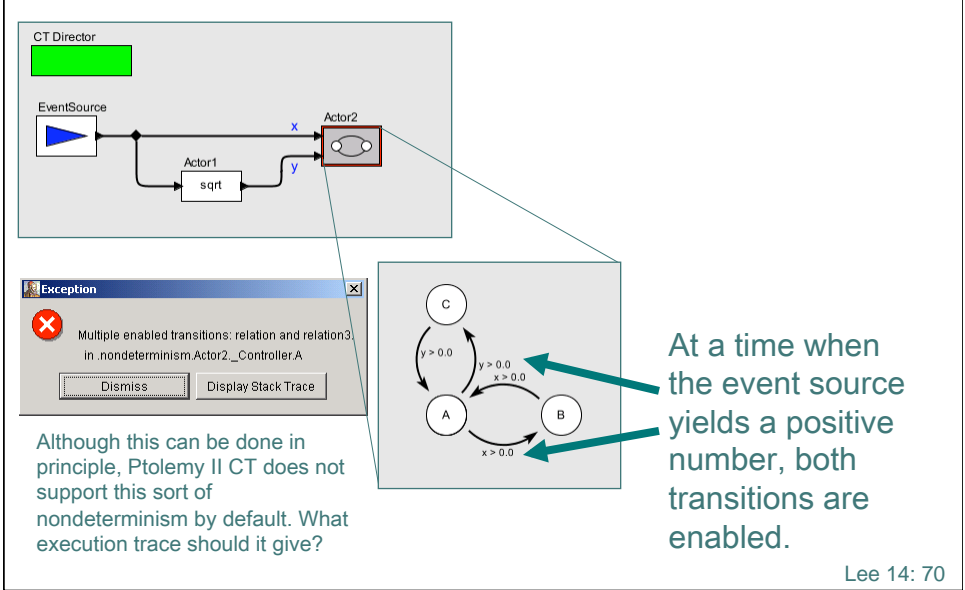 CT Director
EventSource
x
Actor2
Actor1
y
sqrt
Exception
Multiple enabled transitions: relation and relation3.
in .nondeterminism.Actor2._Controller.A
Dismiss
Display Stack Trace
Although this can be done in
principle, Ptolemy II CT does not
support this sort of
nondeterminism by default. What
execution trace should it give?
C
y > 0.0
y > 0.0
x > 0.0
A
B
x > 0.0
At a time when
the event source
yields a positive
number, both
transitions are
enabled.
Lee 14: 70